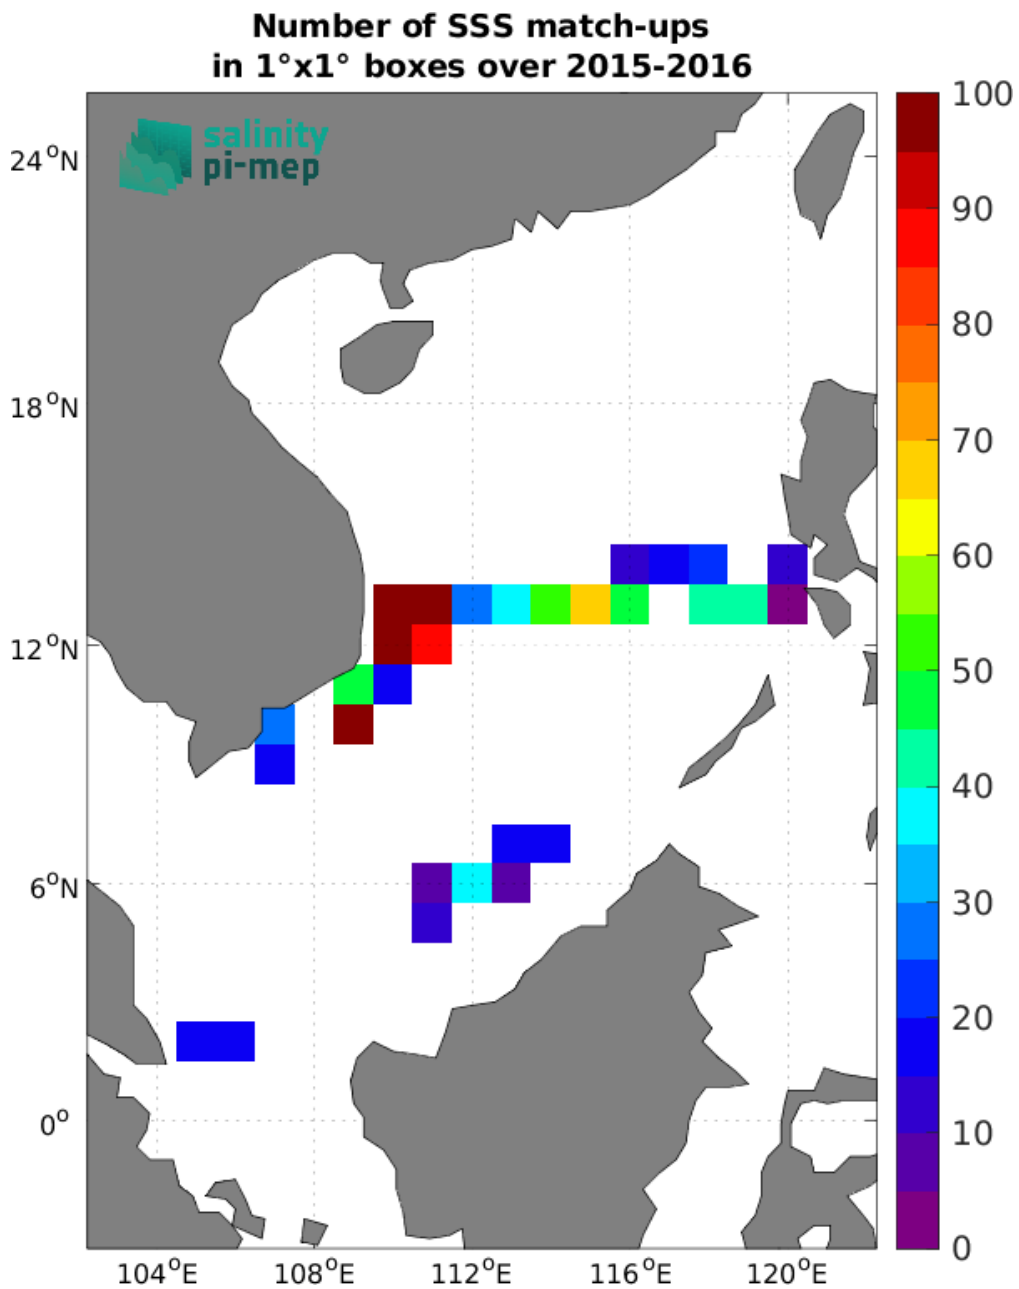 Number of SSS match-ups
in 1°x1° boxes over 2015-2016
salinity
pi-mep
24°N
18°N
12°N
6°N
0°
104°E
108°E
112°E
116°E
120°E
100
90
80
70
60
50
40
30
20
10
0